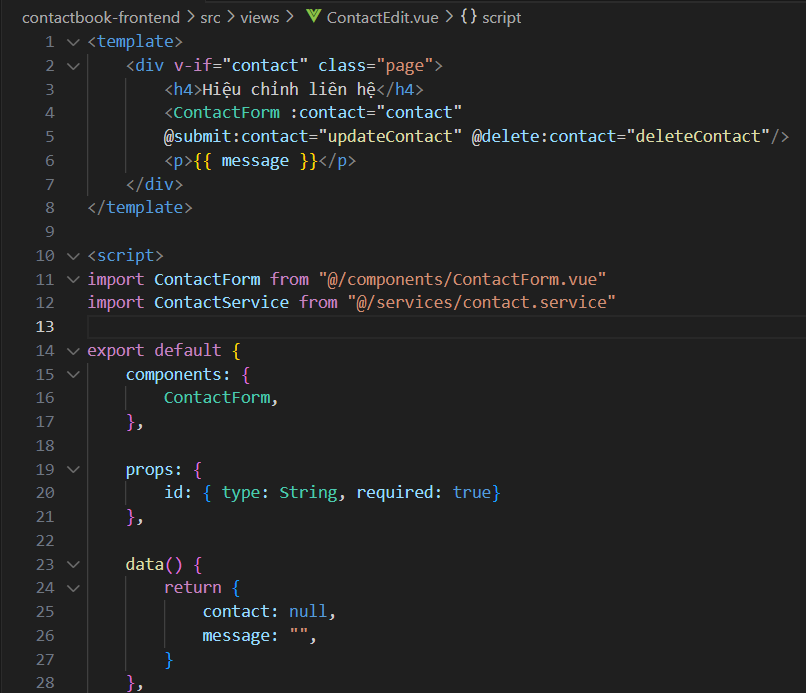 contactbook-frontend > src > views > ContactEdit.vue > {} script
1 <template>
2 <div v-if="contact" class="page">
3 <h4>Hiệu chỉnh liên hệ</h4>
4 <ContactForm :contact="contact"
5 @submit:contact="updateContact" @delete:contact="deleteContact"/>
6 <p>{{ message }}</p>
7 </div>
8 </template>
9
10 <script>
11 import ContactForm from "@/components/ContactForm.vue"
12 import ContactService from "@/services/contact.service"
13
14 export default {
15 components: {
16 ContactForm,
17 },
18
19 props: {
20 id: { type: String, required: true}
21 },
22
23 data() {
24 return {
25 contact: null,
26 message: "",
27 }
28 },